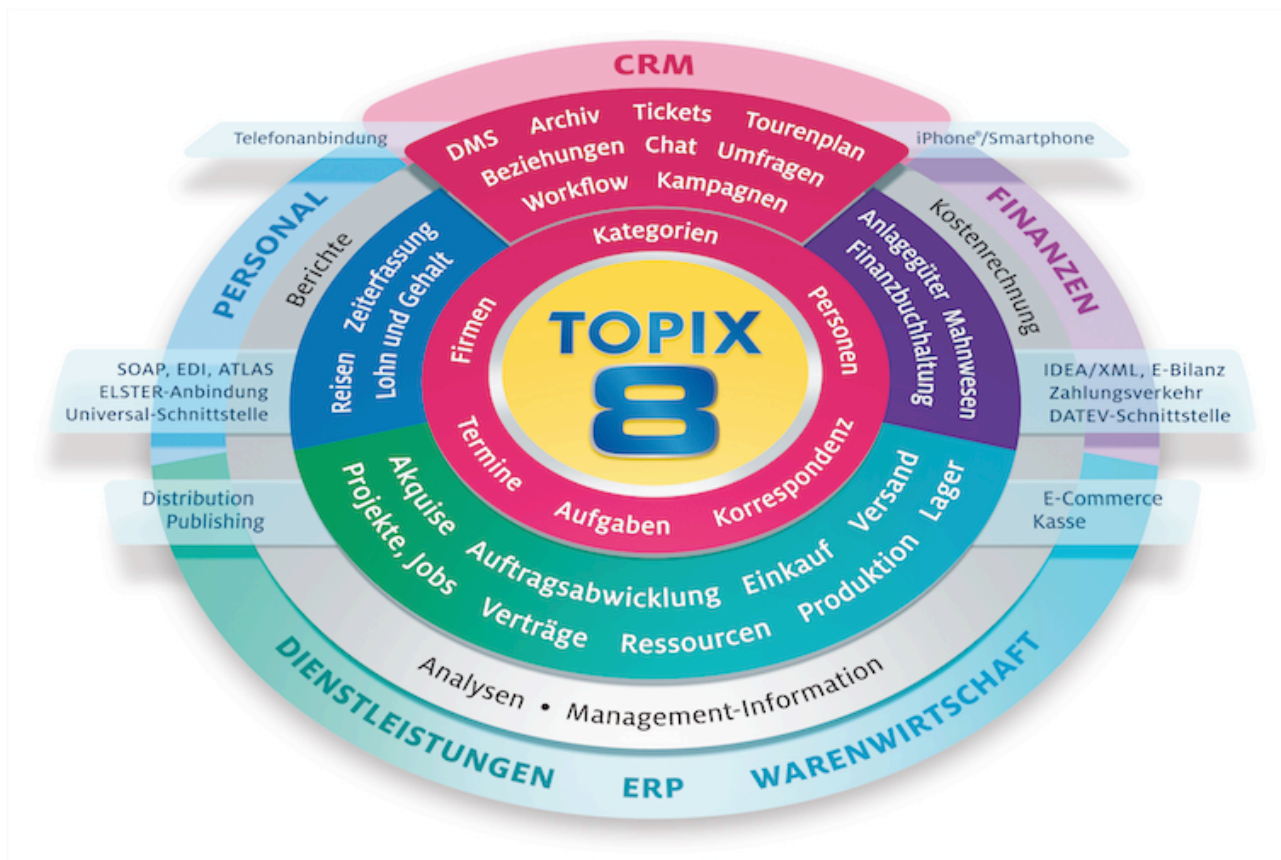 CRM
DMS Archiv Tickets Tourenplan
Beziehungen Chat Umfragen
Workflow Kampagnen
Telefonanbindung
iPhone®/Smartphone
PERSONAL
Berichte
Zeiterfassung
Reisen Lohn und Gehalt
FINANZEN
Kostenrechnung
Anlagegüter Mahnwesen
Finanzbuchhaltung
Kategorien
Firmen
Personen
TOPIX
8
Termine
Aufgaben
Korrespondenz
SOAP, EDI, ATLAS
ELSTER-Anbindung
Universal-Schnittstelle
IDEA/XML, E-Bilanz
Zahlungsverkehr
DATEV-Schnittstelle
Distribution
Publishing
E-Commerce
Kasse
Akquise Auftragsabwicklung Einkauf Versand
Projekte, Jobs Verträge Ressourcen Produktion Lager
Analysen • Management-Information
DIENSTLEISTUNGEN ERP WARENWIRTSCHAFT